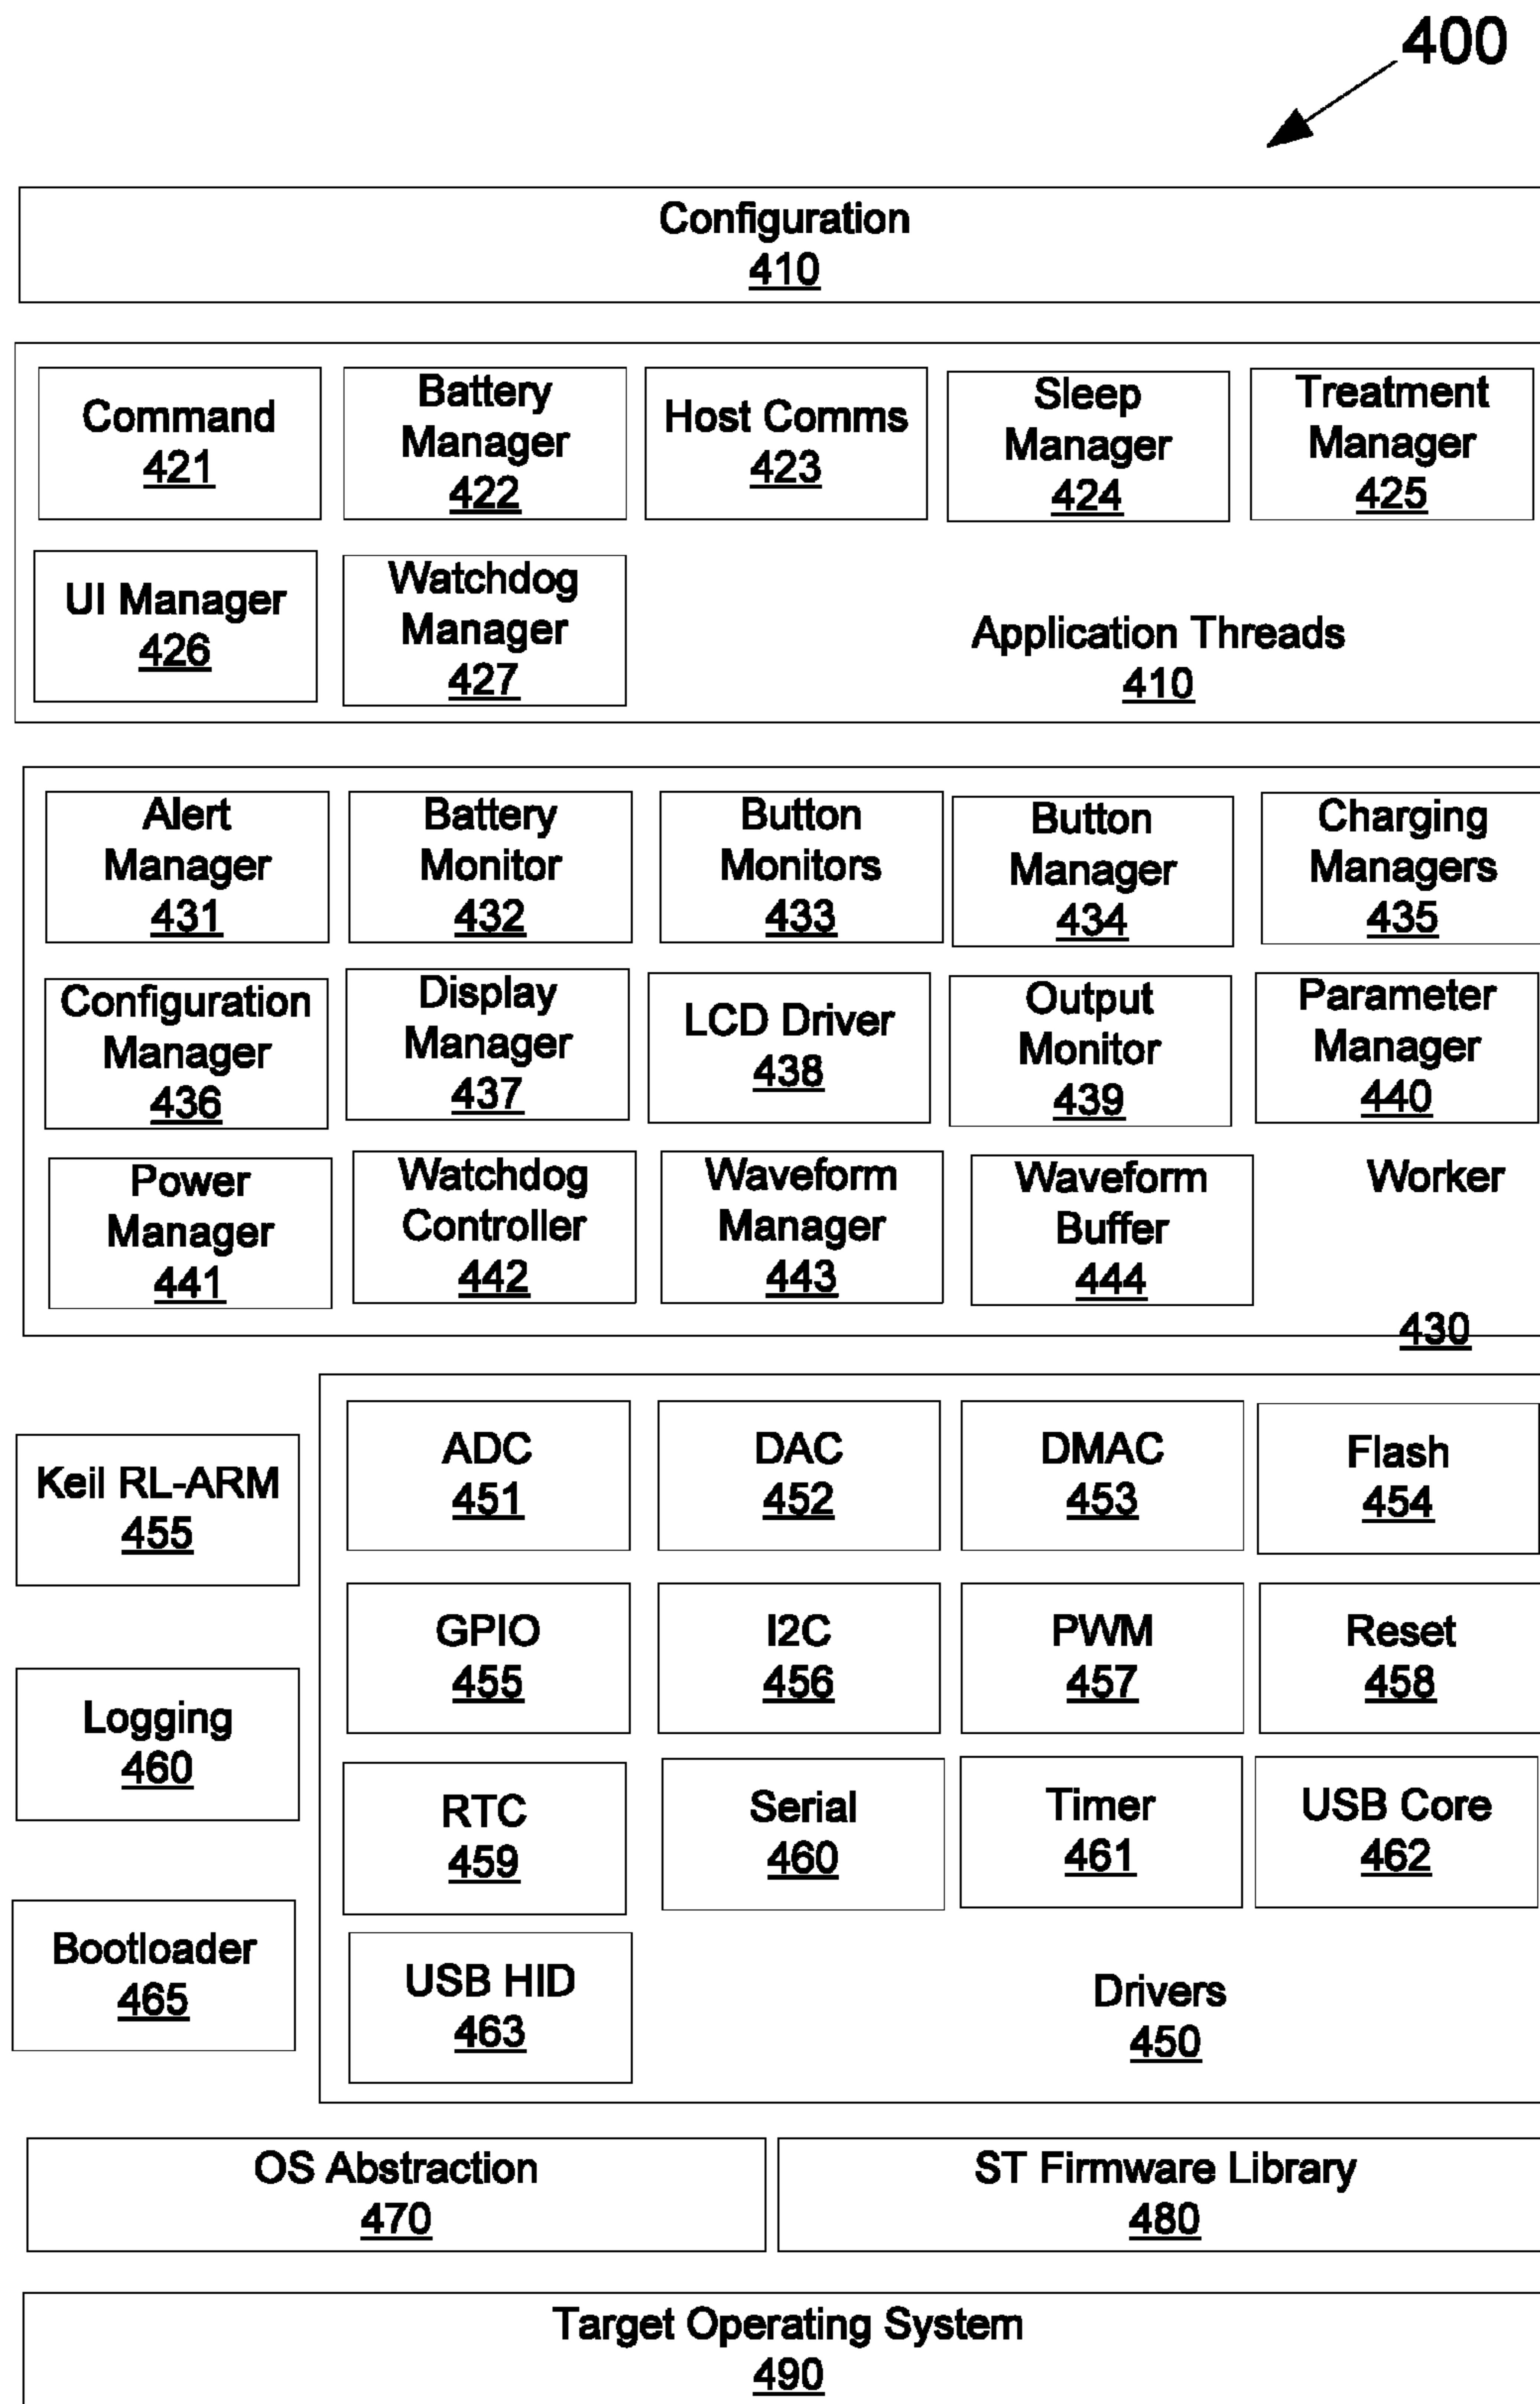 400
Configuration
410
Command
421
Battery
Manager
422
Host Comms
423
Sleep
Manager
424
Treatment
Manager
425
UI Manager
426
Watchdog
Manager
427
Application Threads
410
Alert
Manager
431
Battery
Monitor
432
Button
Monitors
433
Button
Manager
434
Charging
Managers
435
Configuration
Manager
436
Display
Manager
437
LCD Driver
438
Output
Monitor
439
Parameter
Manager
440
Power
Manager
441
Watchdog
Controller
442
Waveform
Manager
443
Waveform
Buffer
444
Worker
430
Keil RL-ARM
455
Logging
460
Bootloader
465
ADC
451
DAC
452
DMAC
453
Flash
454
GPIO
455
I2C
456
PWM
457
Reset
458
RTC
459
Serial
460
Timer
461
USB Core
462
USB HID
463
Drivers
450
OS Abstraction
470
ST Firmware Library
480
Target Operating System
490